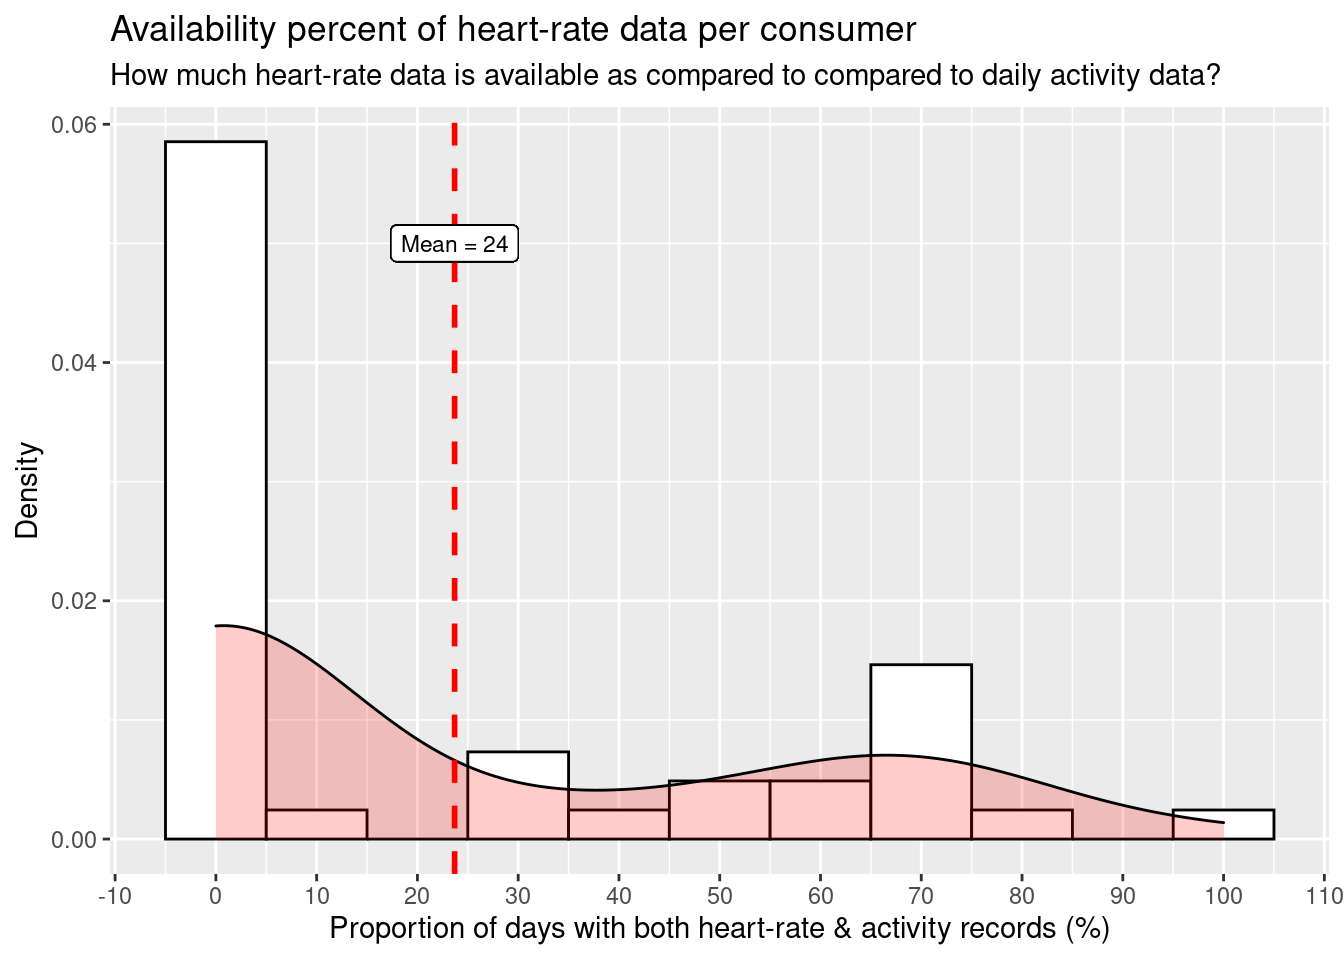 Availability percent of heart-rate data per consumer
How much heart-rate data is available as compared to compared to daily activity data?
0.06
Mean = 24
0.04
Density
0.02
0.00
-10 0 10 20 30 40 50 60 70 80 90 100 110
Proportion of days with both heart-rate & activity records (%)